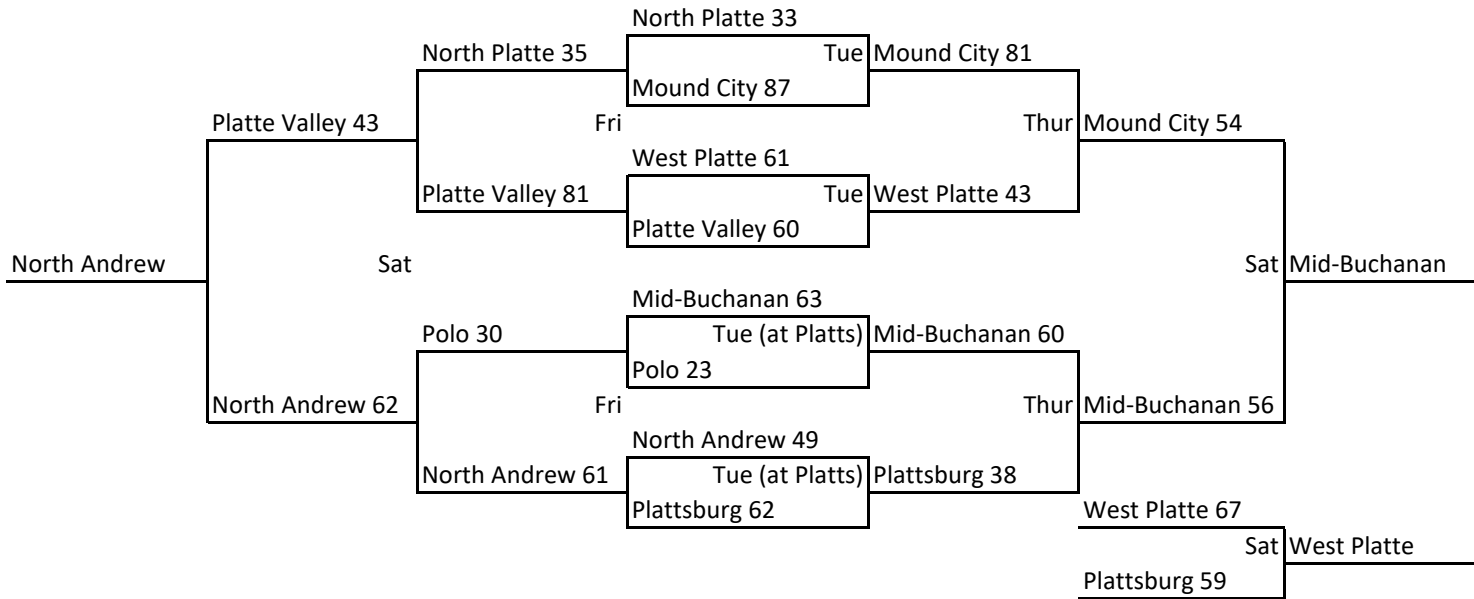 North Platte 33
North Platte 35 Tue Mound City 81
Mound City 87
Platte Valley 43 Fri Thur Mound City 54
West Platte 61
Platte Valley 81 Tue West Platte 43
Platte Valley 60
North Andrew Sat Sat Mid-Buchanan
Mid-Buchanan 63
Polo 30 Tue (at Platts) Mid-Buchanan 60
Polo 23
North Andrew 62 Fri Thur Mid-Buchanan 56
North Andrew 49
North Andrew 61 Tue (at Platts) Plattsburg 38
Plattsburg 62 West Platte 67
Sat West Platte
Plattsburg 59